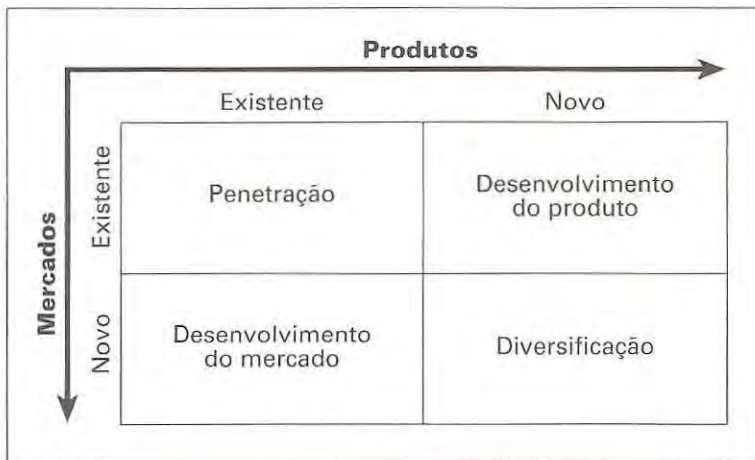 Produtos
Existente
Novo
Mercados
Existente
Penetração
Desenvolvimento
do produto
Novo
Desenvolvimento
do mercado
Diversificação